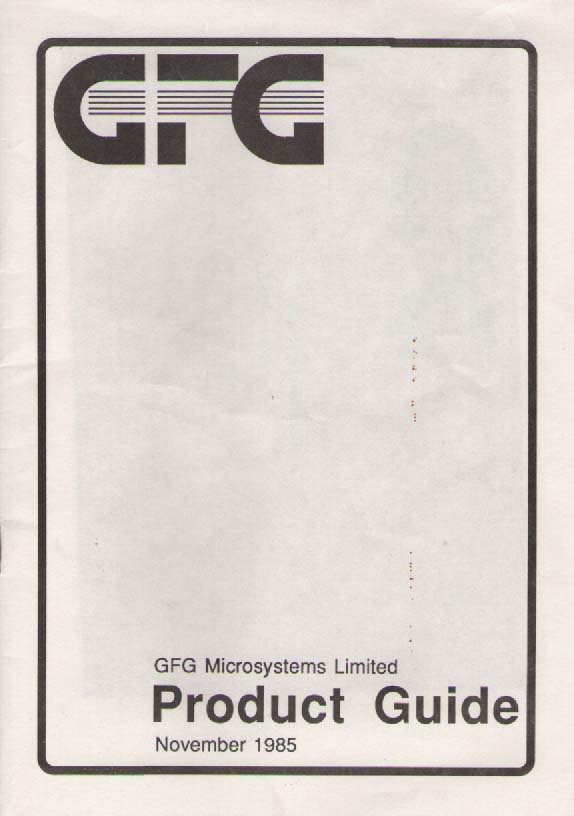 GFG
GFG Microsystems Limited
Product Guide
November 1985